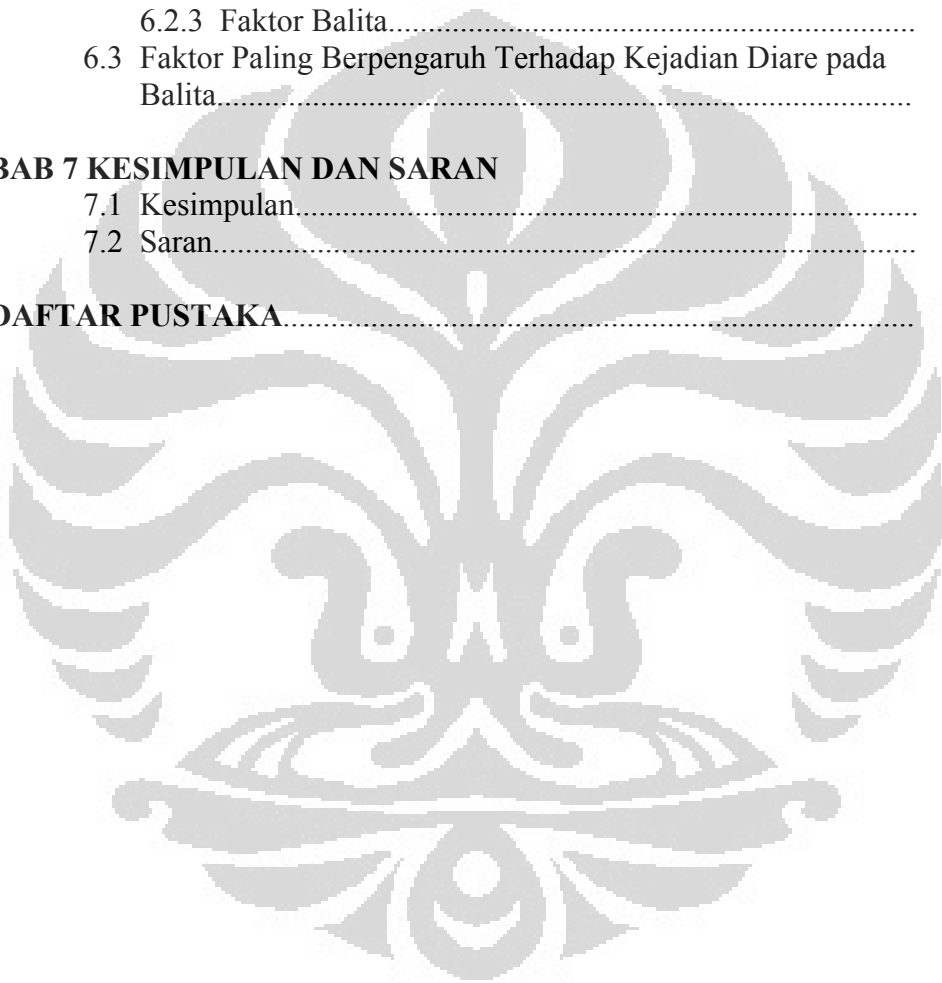 6.2.3 Faktor Balita..................................................................
6.3 Faktor Paling Berpengaruh Terhadap Kejadian Diare pada
Balita.......................................................................................
BAB 7 KESIMPULAN DAN SARAN
7.1 Kesimpulan..............................................................................
7.2 Saran........................................................................................
DAFTAR PUSTAKA...............................................................................